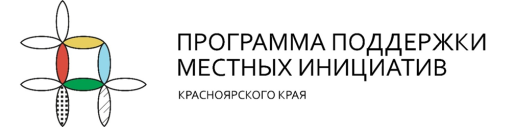 ПРОГРАММА ПОДДЕРЖКИ
МЕСТНЫХ ИНИЦИАТИВ
КРАСНОЯРСКОГО КРАЯ